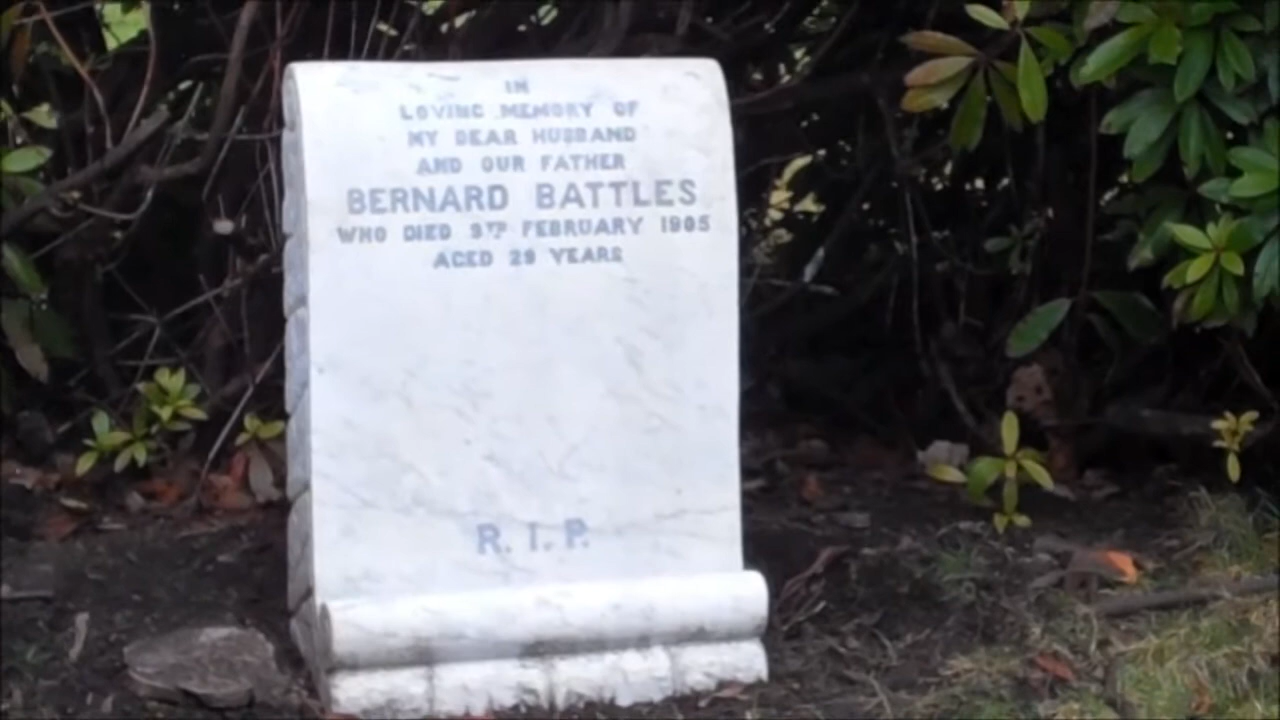 IN
LOVING MEMORY OF
MY DEAR HUSBAND
AND OUR FATHER
BERNARD BATTLES
WHO DIED 9TH FEBRUARY 1905
AGED 29 YEARS
R. I. P.